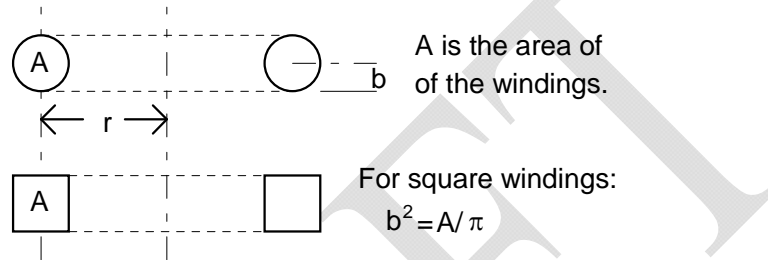 A
b
A is the area of
of the windings.
r
A
For square windings:
b²=A/π